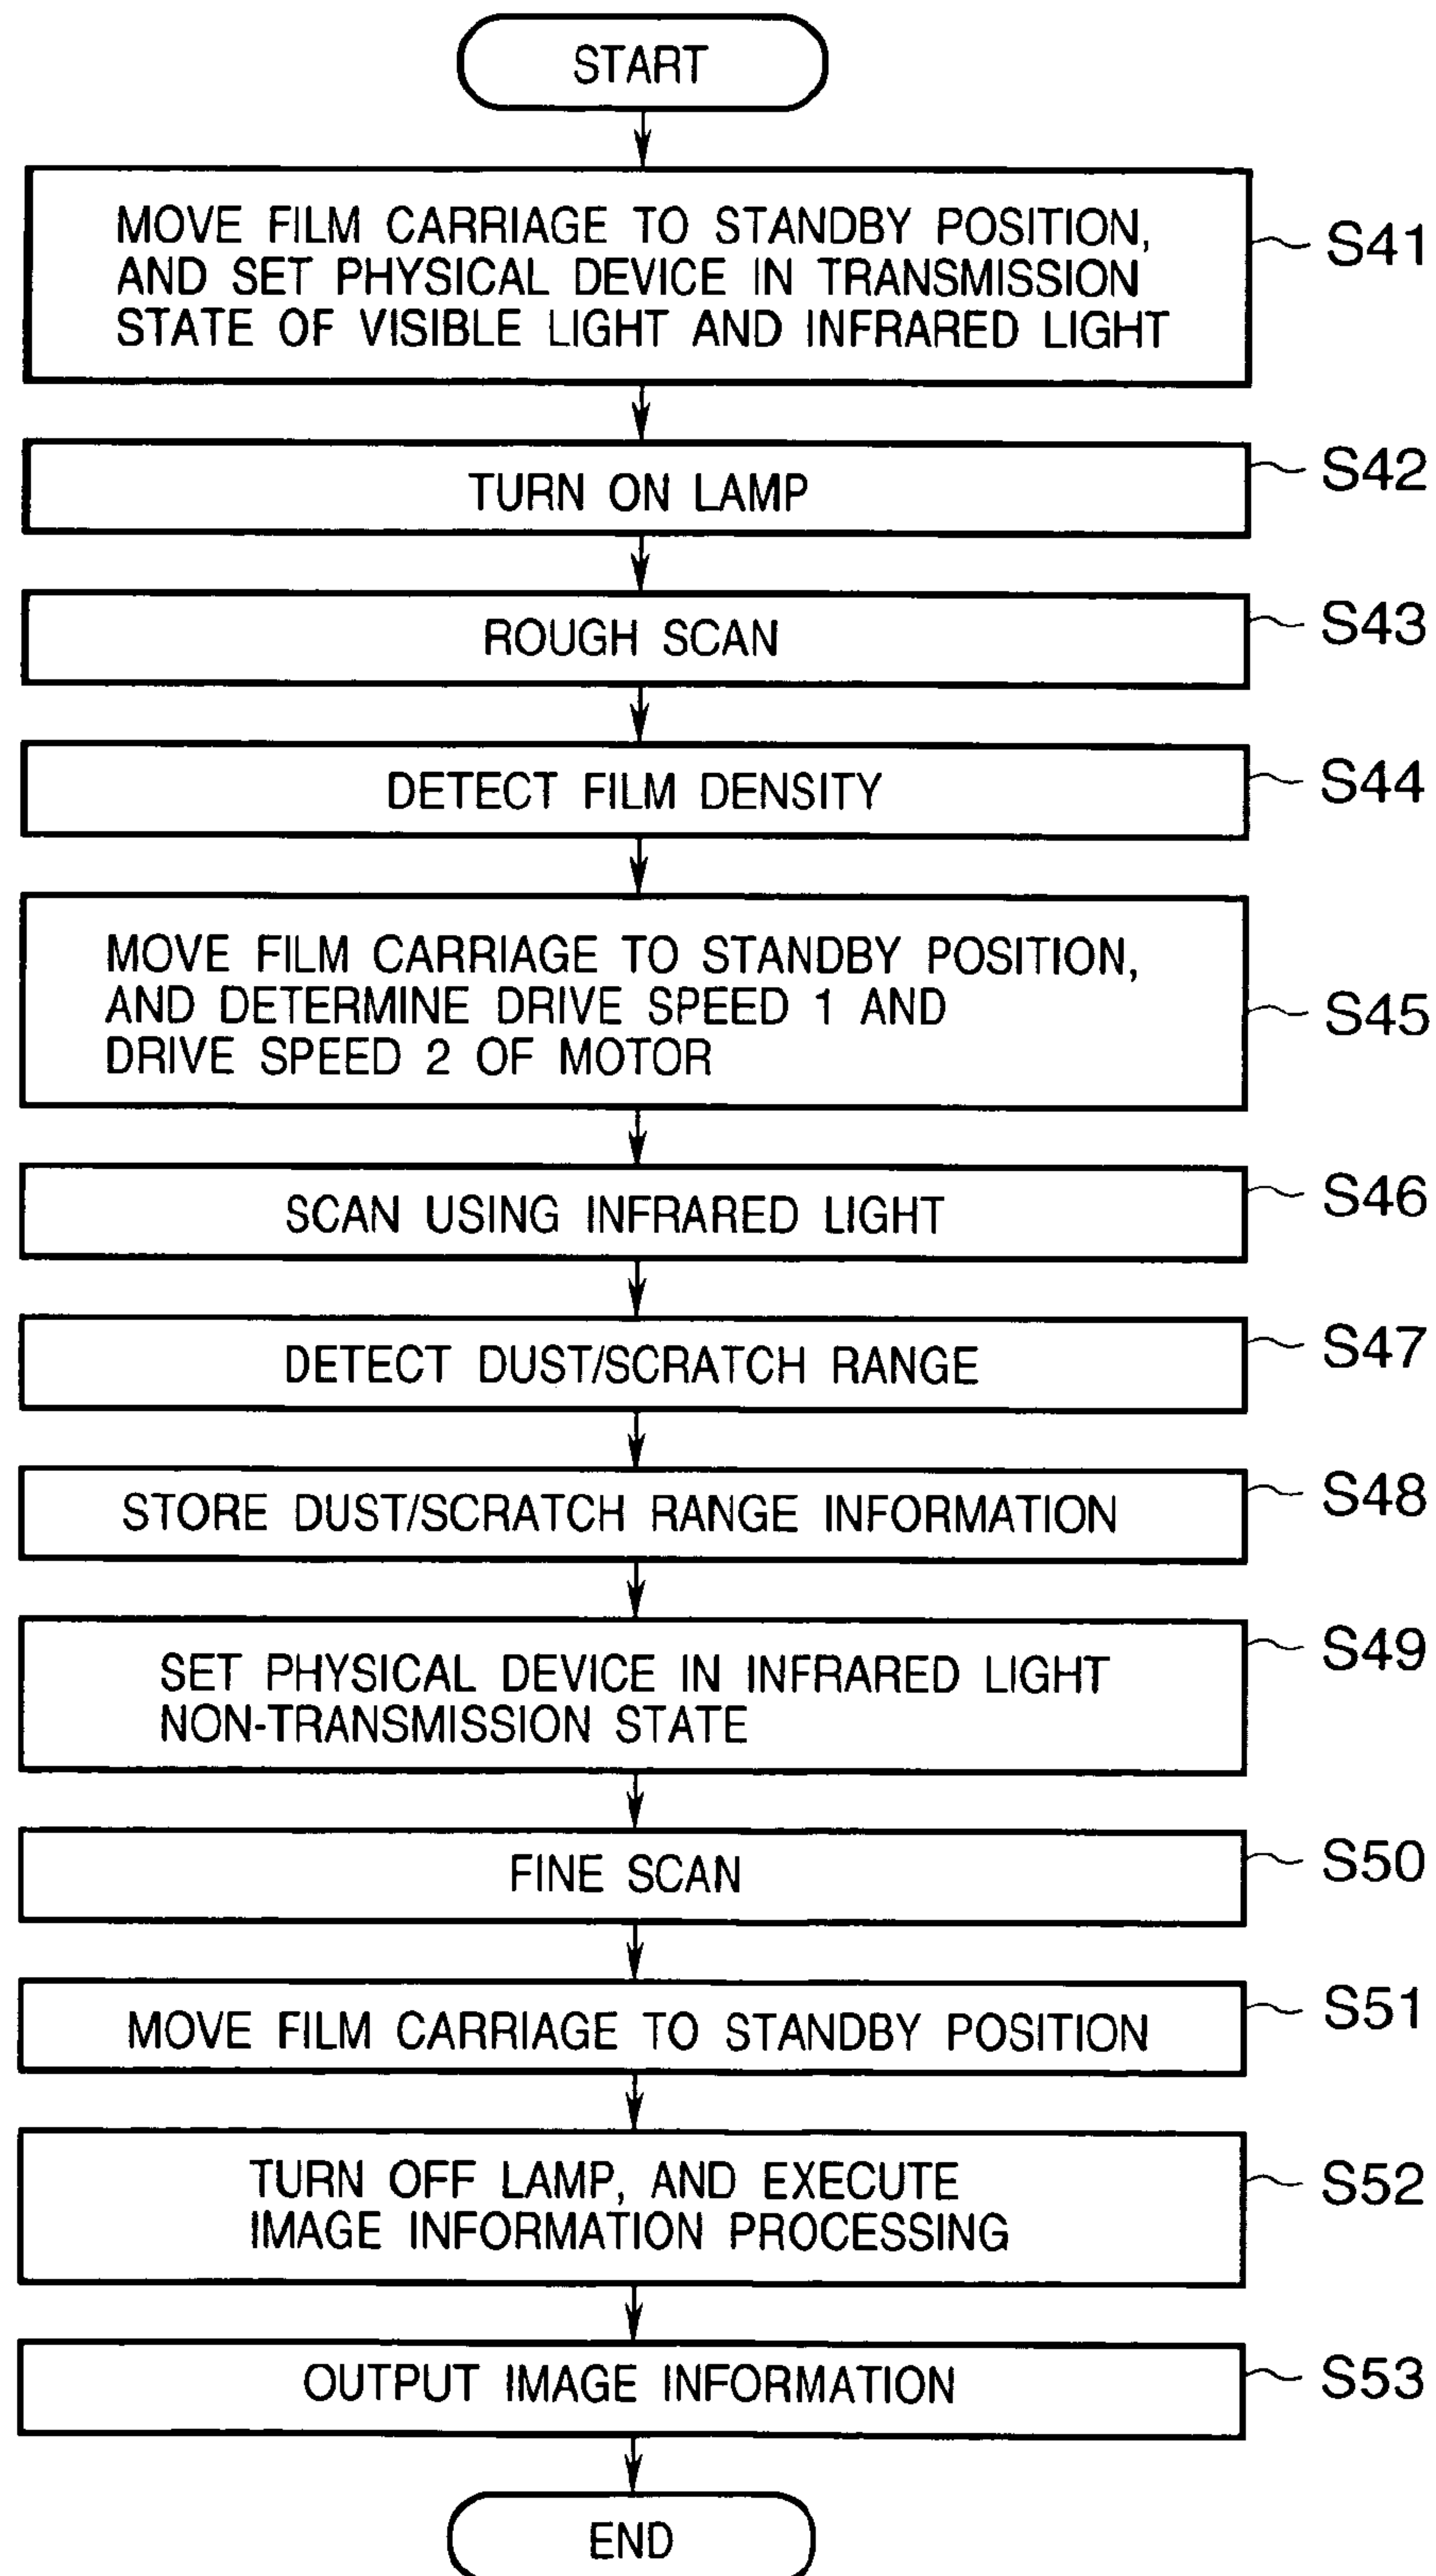 START
MOVE FILM CARRIAGE TO STANDBY POSITION,
AND SET PHYSICAL DEVICE IN TRANSMISSION
STATE OF VISIBLE LIGHT AND INFRARED LIGHT
S41
TURN ON LAMP
S42
ROUGH SCAN
S43
DETECT FILM DENSITY
S44
MOVE FILM CARRIAGE TO STANDBY POSITION,
AND DETERMINE DRIVE SPEED 1 AND
DRIVE SPEED 2 OF MOTOR
S45
SCAN USING INFRARED LIGHT
S46
DETECT DUST/SCRATCH RANGE
S47
STORE DUST/SCRATCH RANGE INFORMATION
S48
SET PHYSICAL DEVICE IN INFRARED LIGHT
NON-TRANSMISSION STATE
S49
FINE SCAN
S50
MOVE FILM CARRIAGE TO STANDBY POSITION
S51
TURN OFF LAMP, AND EXECUTE
IMAGE INFORMATION PROCESSING
S52
OUTPUT IMAGE INFORMATION
S53
END